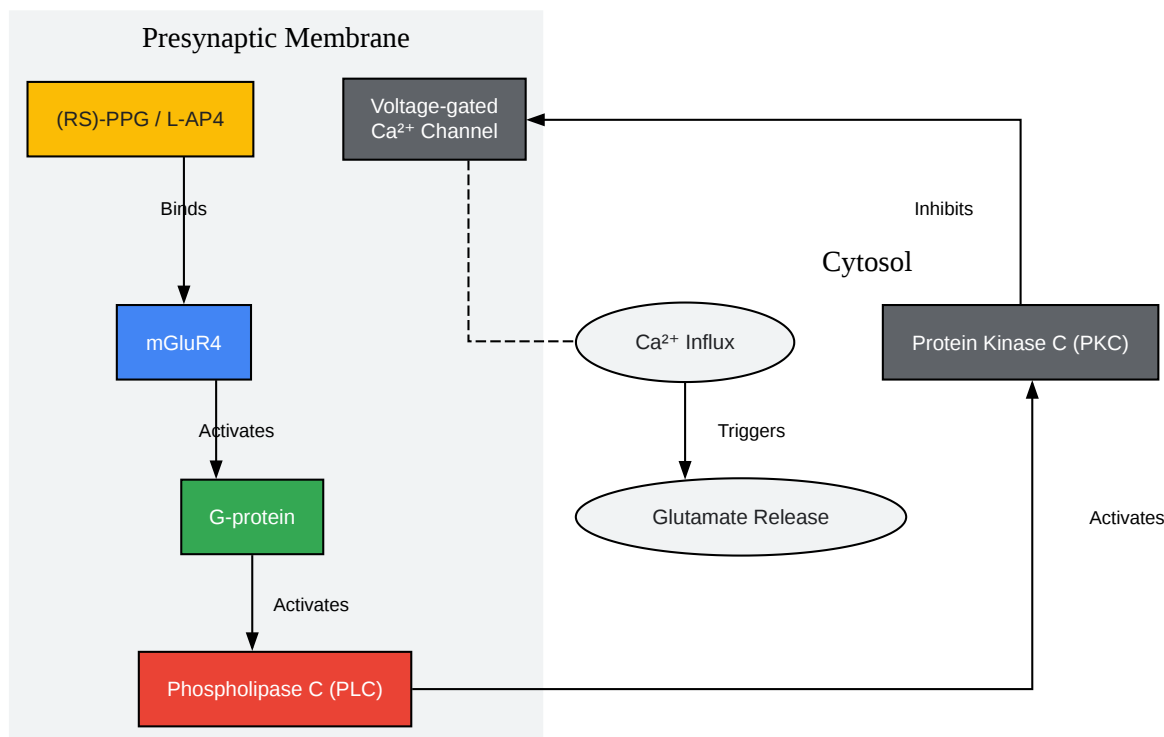 Presynaptic Membrane
(RS)-PPG / L-AP4
Voltage-gated
Ca²⁺ Channel
Binds
Inhibits
Cytosol
mGluR4
Ca²⁺ Influx
Protein Kinase C (PKC)
Activates
Triggers
G-protein
Glutamate Release
Activates
Activates
Phospholipase C (PLC)